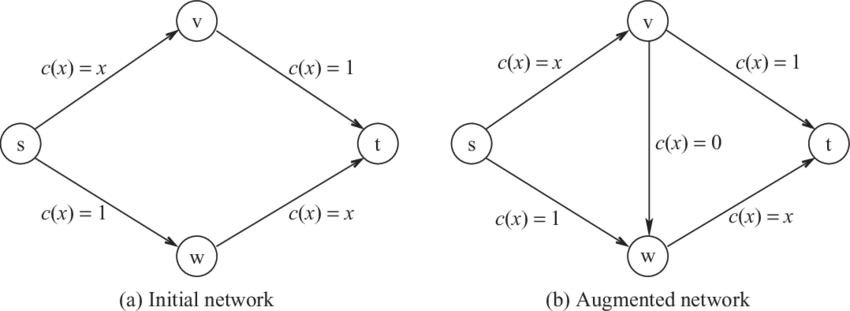 v
c(x) = x
c(x) = 1
s
t
c(x) = 1
c(x) = x
w
(a) Initial network
v
c(x) = x
c(x) = 1
s
c(x) = 0
t
c(x) = 1
c(x) = x
w
(b) Augmented network